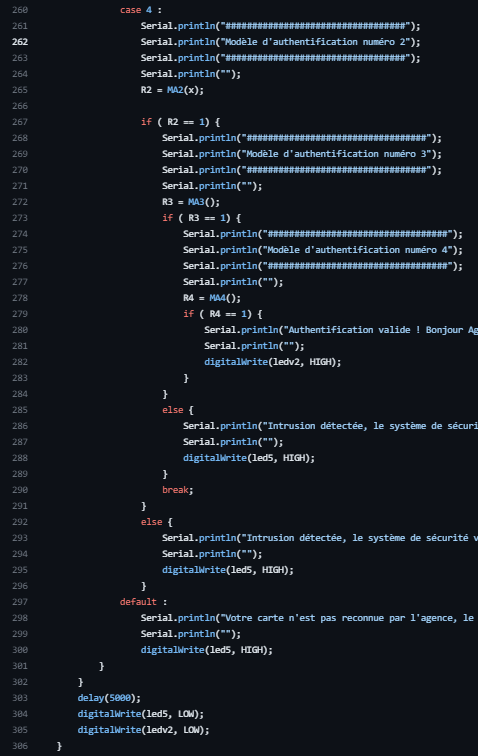 260 case 4 :
261 Serial.println("##################################");
262 Serial.println("Modèle d'authentification numéro 2");
263 Serial.println("##################################");
264 Serial.println("");
265 R2 = MA2(x);
266
267 if ( R2 == 1) {
268 Serial.println("##################################");
269 Serial.println("Modèle d'authentification numéro 3");
270 Serial.println("##################################");
271 Serial.println("");
272 R3 = MA3();
273 if ( R3 == 1) {
274 Serial.println("##################################");
275 Serial.println("Modèle d'authentification numéro 4");
276 Serial.println("##################################");
277 Serial.println("");
278 R4 = MA4();
279 if ( R4 == 1) {
280 Serial.println("Authentification valide ! Bonjour Ag
281 Serial.println("");
282 digitalWrite(ledv2, HIGH);
283 }
284 }
285 else {
286 Serial.println("Intrusion détectée, le système de sécuri
287 Serial.println("");
288 digitalWrite(led5, HIGH);
289 }
290 break;
291 }
292 else {
293 Serial.println("Intrusion détectée, le système de sécurité v
294 Serial.println("");
295 digitalWrite(led5, HIGH);
296 }
297 default :
298 Serial.println("Votre carte n'est pas reconnue par l'agence, le
299 Serial.println("");
300 digitalWrite(led5, HIGH);
301 }
302 }
303 delay(5000);
304 digitalWrite(led5, LOW);
305 digitalWrite(ledv2, LOW);
306 }